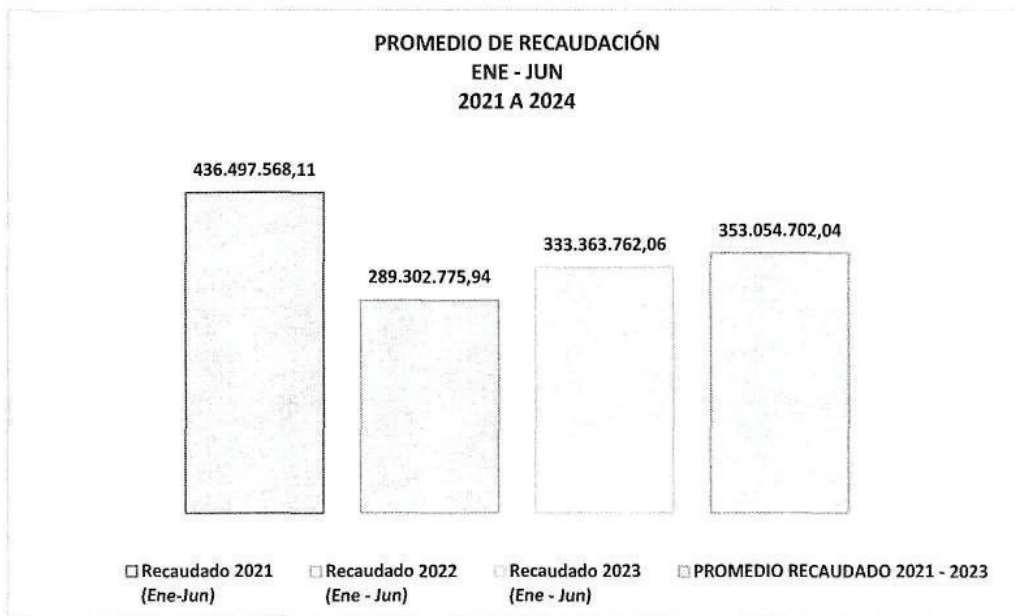 PROMEDIO DE RECAUDACIÓN
ENE - JUN
2021 A 2024
436.497.568,11
289.302.775,94
333.363.762,06
353.054.702,04
Recaudado 2021
(Ene-Jun)
Recaudado 2022
(Ene - Jun)
Recaudado 2023
(Ene - Jun)
PROMEDIO RECAUDADO 2021 - 2023